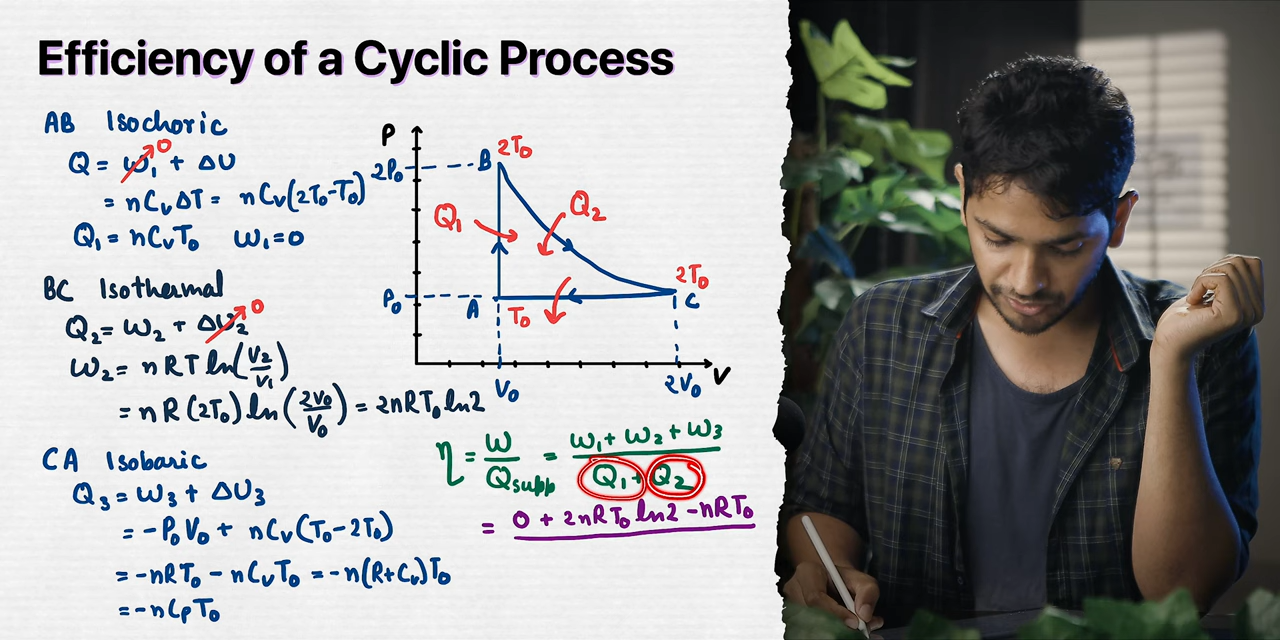 Efficiency of a Cyclic Process
AB Isochoric
Q = W₁↗0 + ΔU
= nCᵥΔT = nCᵥ(2T₀-T₀)
Q₁ = nCᵥT₀ W₁=0
BC Isothermal
Q₂ = W₂ + ΔU₂↗0
W₂ = nRT ln(V₂/V₁)
= nR(2T₀) ln(2V₀/V₀) = 2nRT₀ ln2
CA Isobaric
Q₃ = W₃ + ΔU₃
= -P₀V₀ + nCᵥ(T₀-2T₀)
= -nRT₀ - nCᵥT₀ = -n(R+Cᵥ)T₀
= -nCₚT₀
P
2P₀ B 2T₀
Q₁ Q₂
2T₀
P₀ A T₀ C
V₀ 2V₀ V
η = W/Qsupp = (W₁+W₂+W₃)/(Q₁+Q₂)
= 0 + 2nRT₀ ln2 - nRT₀